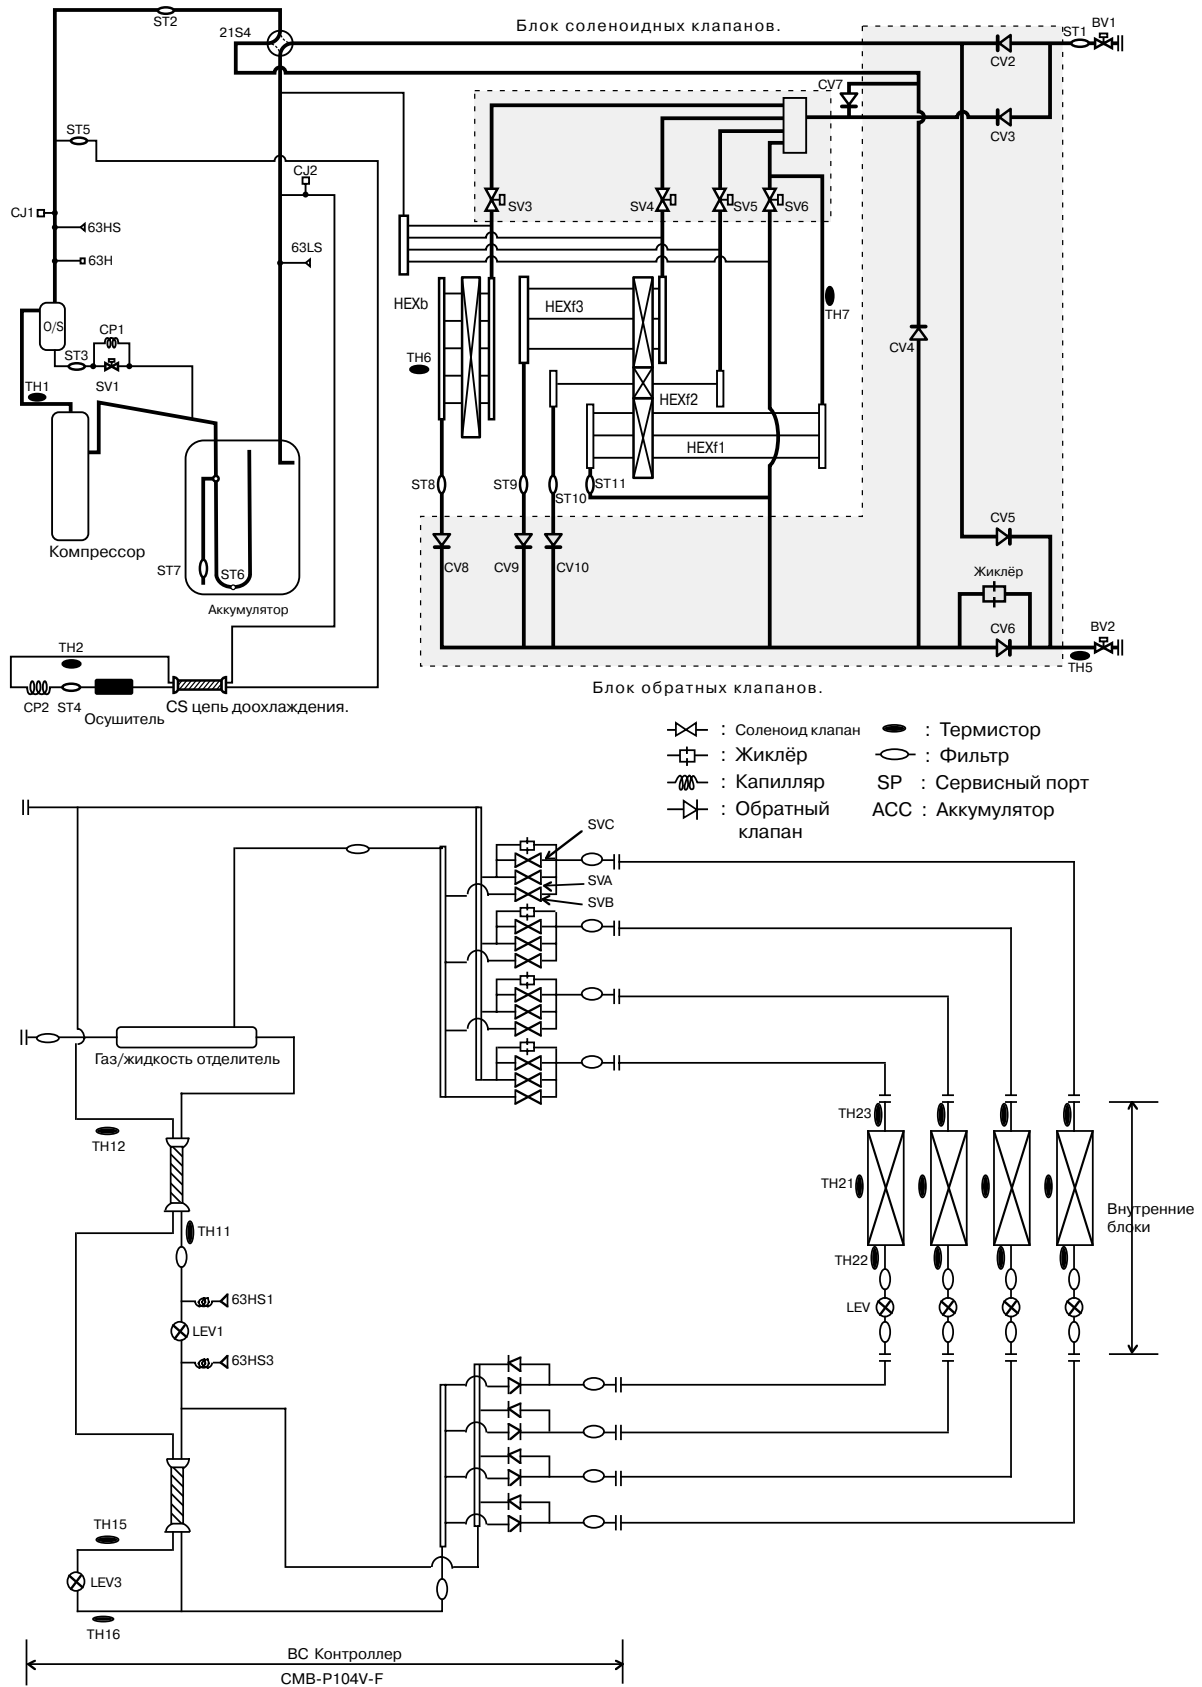 ST2
21S4
Блок соленоидных клапанов.
BV1
ST1
CV2
CV7
CV3
ST5
CJ2
CJ1
63HS
SV3
SV4
SV5
SV6
63LS
63H
HEXb
HEXf3
TH7
O/S
CP1
CV4
ST3
TH6
TH1
SV1
HEXf2
HEXf1
ST8
ST9
ST10
ST11
CV5
Компрессор
ST7
ST6
CV8
CV9
CV10
Жиклёр
Аккумулятор
CV6
BV2
TH2
TH5
Блок обратных клапанов.
CP2
ST4
Осушитель
CS цепь доохлаждения.
: Соленоид клапан
: Термистор
: Жиклёр
: Фильтр
: Капилляр
SP : Сервисный порт
: Обратный
клапан
ACC : Аккумулятор
SVC
SVA
SVB
Газ/жидкость отделитель
TH23
TH12
TH21
Внутренние
блоки
TH11
TH22
63HS1
LEV
LEV1
63HS3
TH15
LEV3
TH16
BC Контроллер
CMB-P104V-F